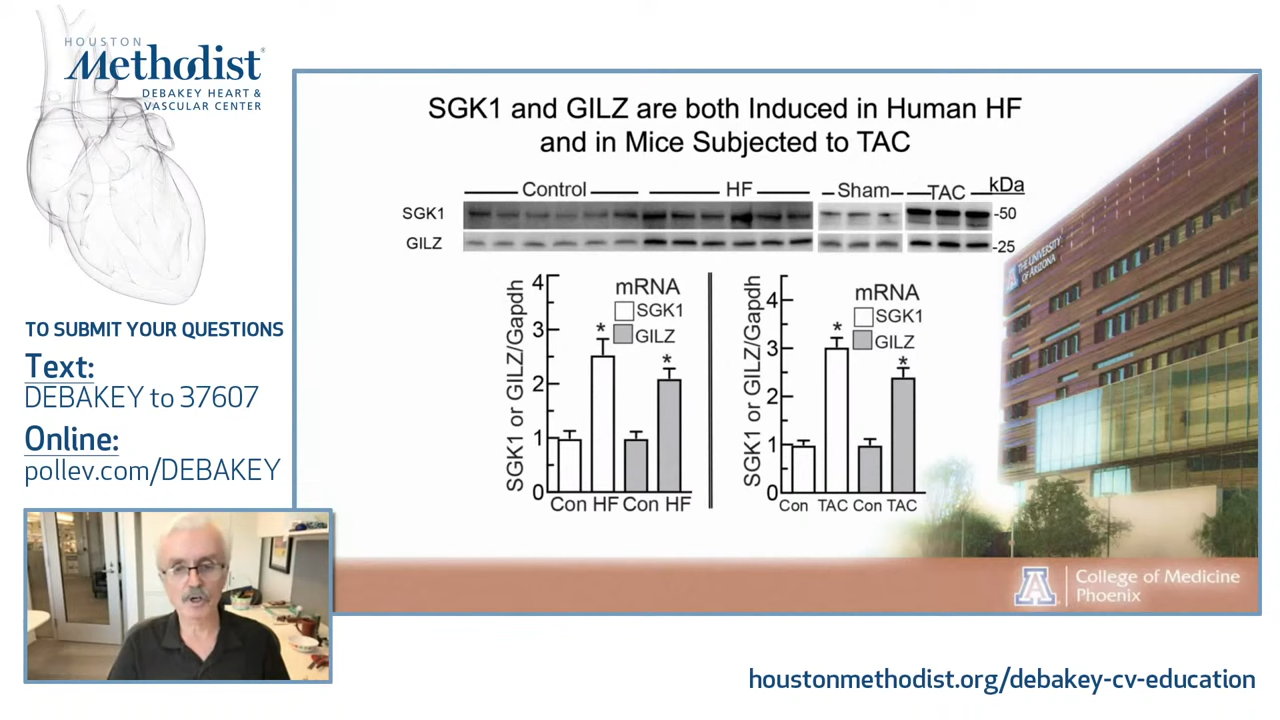 HOUSTON
Methodist®
DEBAKEY HEART &
VASCULAR CENTER
TO SUBMIT YOUR QUESTIONS
Text:
DEBAKEY to 37607
Online:
pollev.com/DEBAKEY
SGK1 and GILZ are both Induced in Human HF
and in Mice Subjected to TAC
Control HF Sham TAC kDa
SGK1 -50
GILZ -25
SGK1 or GILZ/Gapdh
4
3
2
1
0
mRNA
SGK1
GILZ
* *
Con HF Con HF
SGK1 or GILZ/Gapdh
4
3
2
1
0
mRNA
SGK1
GILZ
* *
Con TAC Con TAC
THE UNIVERSITY
OF ARIZONA
A
College of Medicine
Phoenix
houstonmethodist.org/debakey-cv-education